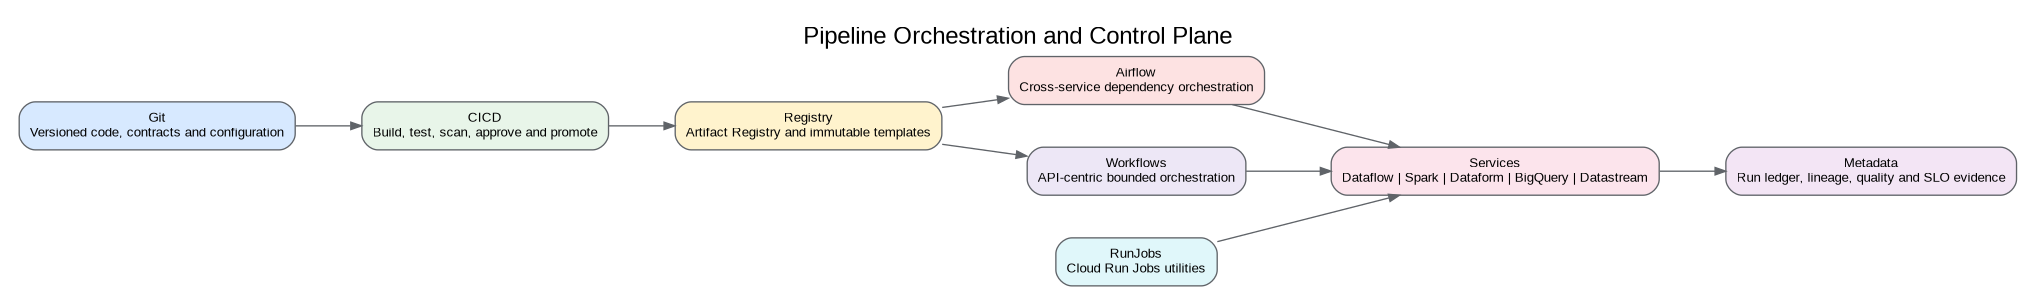 Pipeline Orchestration and Control Plane
Git
Versioned code, contracts and configuration
CICD
Build, test, scan, approve and promote
Registry
Artifact Registry and immutable templates
Airflow
Cross-service dependency orchestration
Workflows
API-centric bounded orchestration
RunJobs
Cloud Run Jobs utilities
Services
Dataflow | Spark | Dataform | BigQuery | Datastream
Metadata
Run ledger, lineage, quality and SLO evidence